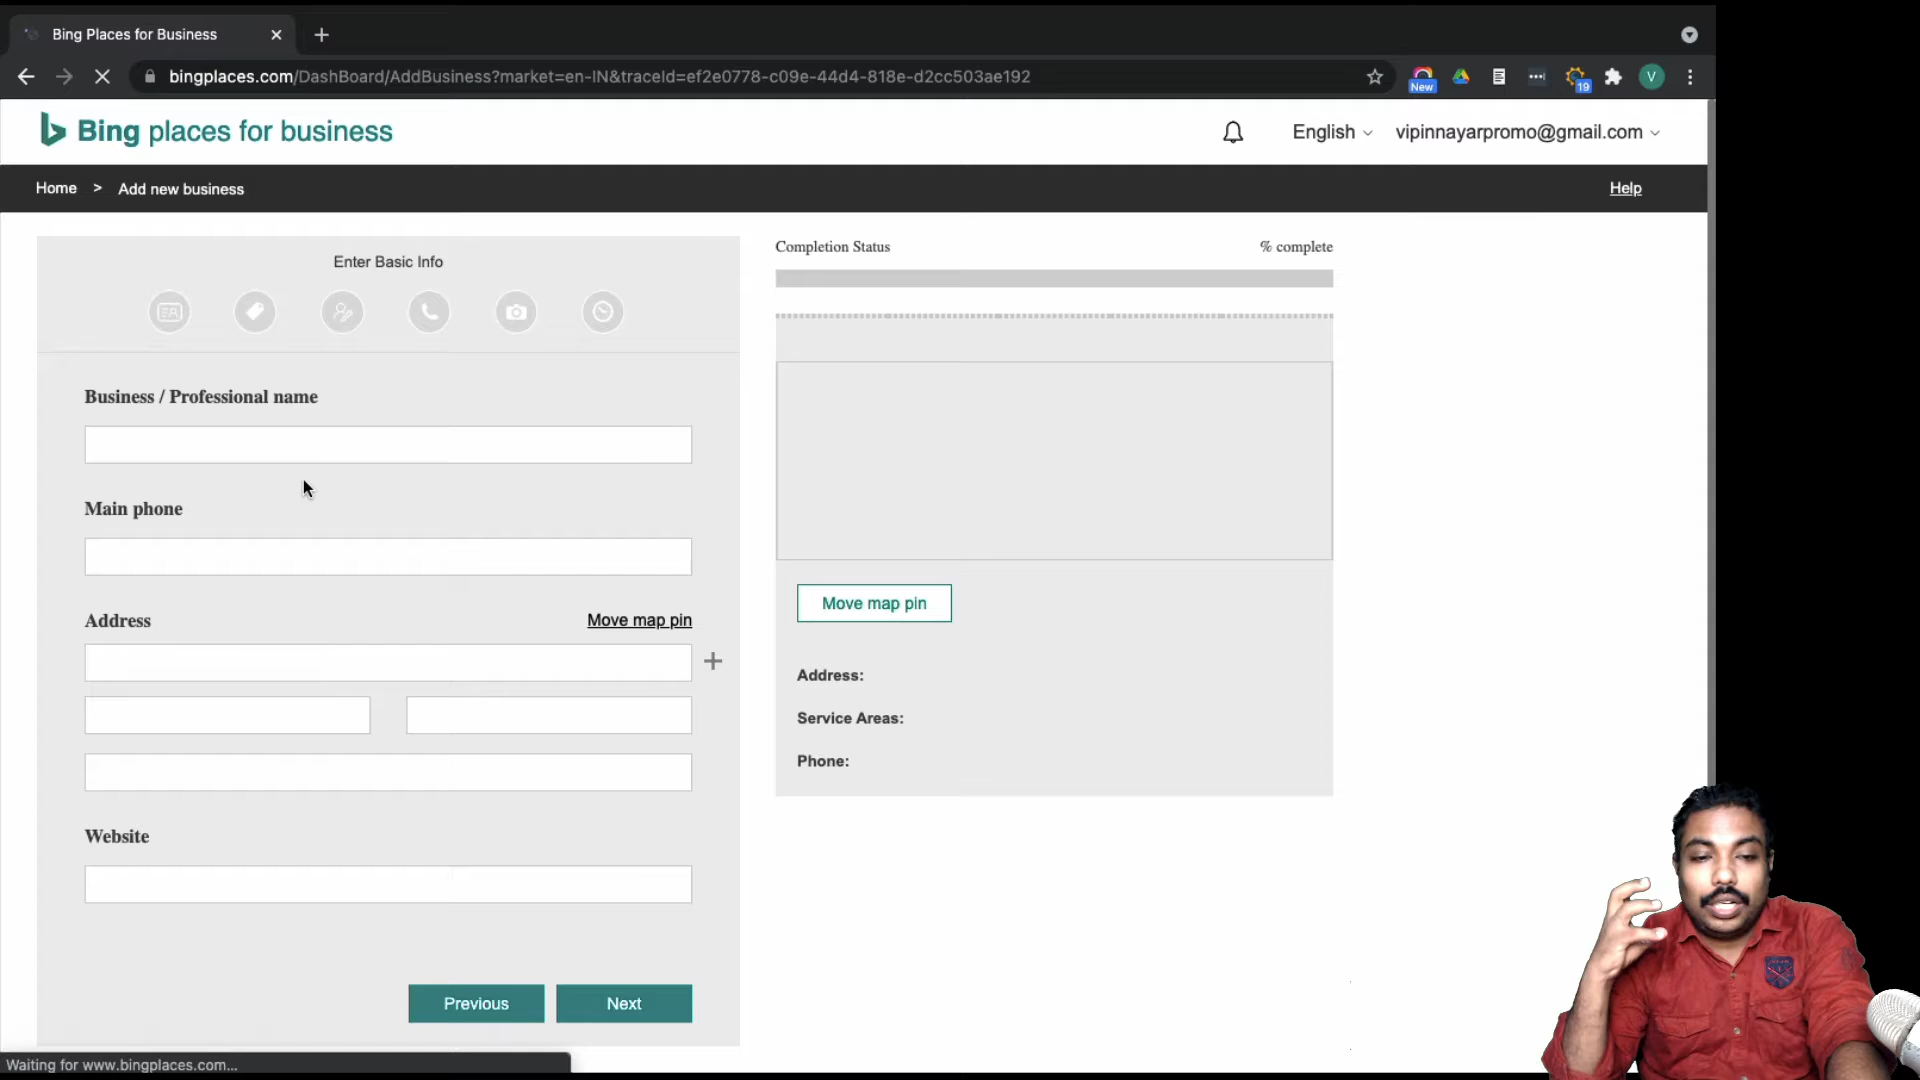 Bing Places for Business
bingplaces.com/DashBoard/AddBusiness?market=en-IN&traceId=ef2e0778-c09e-44d4-818e-d2cc503ae192
New
19
V
Bing places for business
English
vipinnayarpromo@gmail.com
Home > Add new business
Help
Enter Basic Info
Completion Status
% complete
Business / Professional name
Main phone
Address
Move map pin
Website
Previous
Next
Move map pin
Address:
Service Areas:
Phone:
Waiting for www.bingplaces.com...